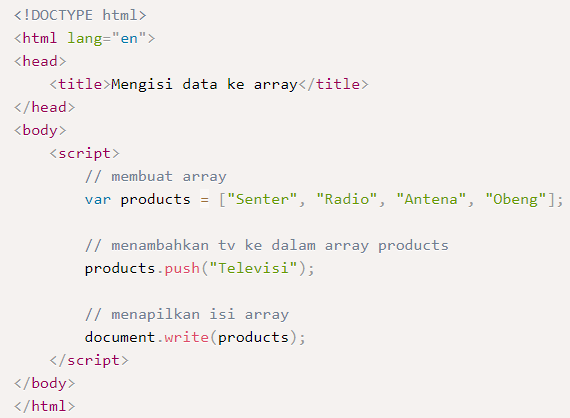 <!DOCTYPE html>
<html lang="en">
<head>
    <title>Mengisi data ke array</title>
</head>
<body>
    <script>
        // membuat array
        var products = ["Senter", "Radio", "Antena", "Obeng"];

        // menambahkan tv ke dalam array products
        products.push("Televisi");

        // menapilkan isi array
        document.write(products);
    </script>
</body>
</html>